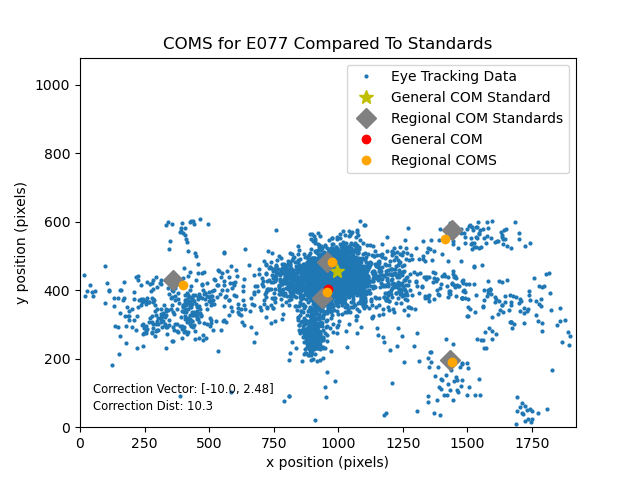 COMS for E077 Compared To Standards
Eye Tracking Data
General COM Standard
Regional COM Standards
General COM
Regional COMS
y position (pixels)
1000
800
600
400
200
0
Correction Vector: [-10.0, 2.48]
Correction Dist: 10.3
0 250 500 750 1000 1250 1500 1750
x position (pixels)